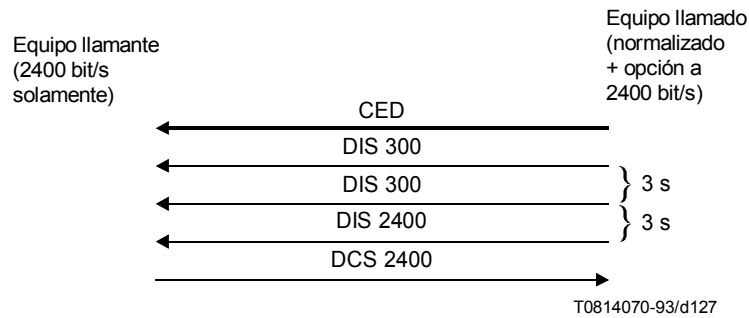 Equipo llamante
(2400 bit/s
solamente)
Equipo llamado
(normalizado
+ opción a
2400 bit/s)
CED
DIS 300
DIS 300
} 3 s
DIS 2400
} 3 s
DCS 2400
T0814070-93/d127